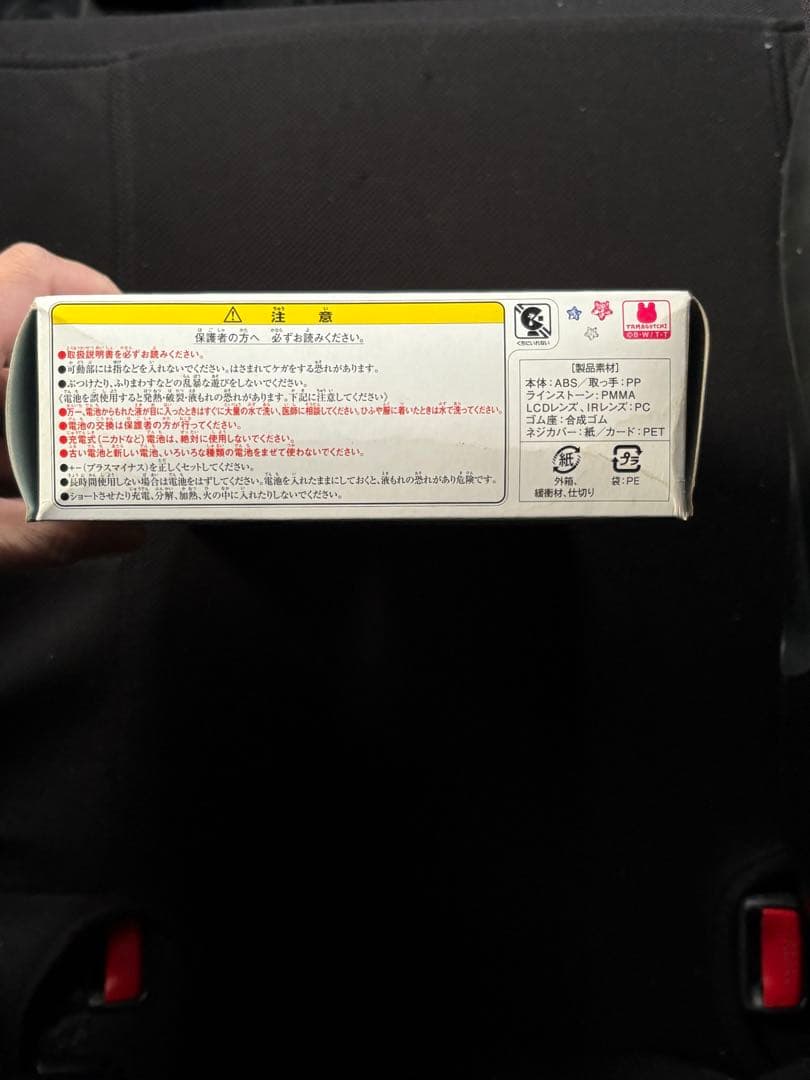 ⚠ 注意
保護者の方へ 必ずお読みください。
●取扱説明書を必ずお読みください。
●可動部には指などを入れないでください。はさまれてケガをする恐れがあります。
●ぶつけたり、ふりまわすなどの乱暴な遊びをしないでください。
〈電池を誤使用すると発熱・破裂・液もれの恐れがあります。下記に注意してください〉
●万一、電池からもれた液が目に入ったときはすぐに大量の水で洗い、医師に相談してください。ひふや服に着いたときは水で洗ってください。
●電池の交換は保護者の方が行ってください。
●充電式(ニカドなど)電池は、絶対に使用しないでください。
●古い電池と新しい電池、いろいろな種類の電池をまぜて使わないでください。
●+−(プラスマイナス)を正しくセットしてください。
●長時間使用しない場合は電池をはずしてください。電池を入れたままにしておくと、液もれの恐れがあり危険です。
●ショートさせたり充電、分解、加熱、火の中に入れたりしないでください。
くちにいれない
TAMAGOTCHI
©B・W/T・T
[製品素材]
本体:ABS/取っ手:PP
ラインストーン:PMMA
LCDレンズ、IRレンズ:PC
ゴム座:合成ゴム
ネジカバー:紙/カード:PET
紙
外箱、
緩衝材、仕切り
プラ
袋:PE